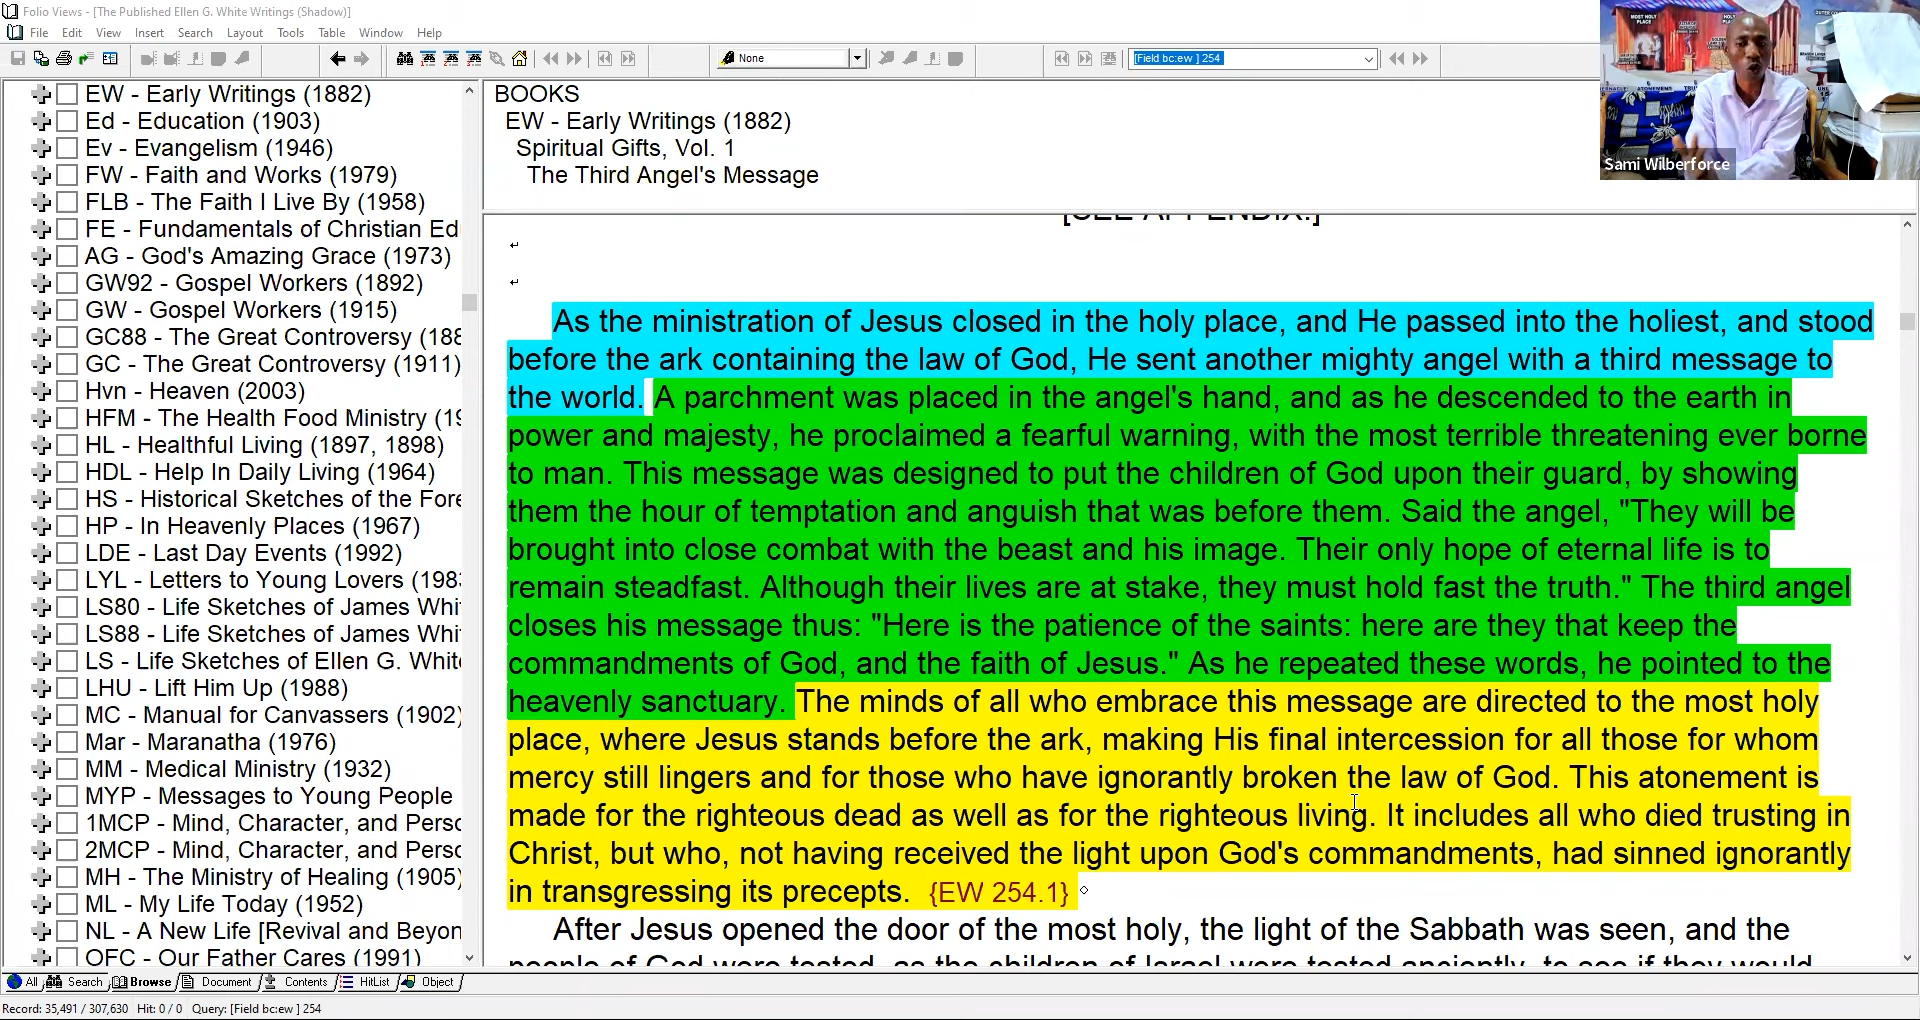 Folio Views - [The Published Ellen G. White Writings (Shadow)]
File Edit View Insert Search Layout Tools Table Window Help
None
[Field bc:ew ] 254
EW - Early Writings (1882)
Ed - Education (1903)
Ev - Evangelism (1946)
FW - Faith and Works (1979)
FLB - The Faith I Live By (1958)
FE - Fundamentals of Christian Ed
AG - God's Amazing Grace (1973)
GW92 - Gospel Workers (1892)
GW - Gospel Workers (1915)
GC88 - The Great Controversy (188
GC - The Great Controversy (1911)
Hvn - Heaven (2003)
HFM - The Health Food Ministry (19
HL - Healthful Living (1897, 1898)
HDL - Help In Daily Living (1964)
HS - Historical Sketches of the Fore
HP - In Heavenly Places (1967)
LDE - Last Day Events (1992)
LYL - Letters to Young Lovers (1983
LS80 - Life Sketches of James Whi
LS88 - Life Sketches of James Whi
LS - Life Sketches of Ellen G. White
LHU - Lift Him Up (1988)
MC - Manual for Canvassers (1902)
Mar - Maranatha (1976)
MM - Medical Ministry (1932)
MYP - Messages to Young People
1MCP - Mind, Character, and Perso
2MCP - Mind, Character, and Perso
MH - The Ministry of Healing (1905)
ML - My Life Today (1952)
NL - A New Life [Revival and Beyon
OFC - Our Father Cares (1991)
BOOKS
EW - Early Writings (1882)
Spiritual Gifts, Vol. 1
The Third Angel's Message
[SEE APPENDIX.]
As the ministration of Jesus closed in the holy place, and He passed into the holiest, and stood
before the ark containing the law of God, He sent another mighty angel with a third message to
the world. A parchment was placed in the angel's hand, and as he descended to the earth in
power and majesty, he proclaimed a fearful warning, with the most terrible threatening ever borne
to man. This message was designed to put the children of God upon their guard, by showing
them the hour of temptation and anguish that was before them. Said the angel, "They will be
brought into close combat with the beast and his image. Their only hope of eternal life is to
remain steadfast. Although their lives are at stake, they must hold fast the truth." The third angel
closes his message thus: "Here is the patience of the saints: here are they that keep the
commandments of God, and the faith of Jesus." As he repeated these words, he pointed to the
heavenly sanctuary. The minds of all who embrace this message are directed to the most holy
place, where Jesus stands before the ark, making His final intercession for all those for whom
mercy still lingers and for those who have ignorantly broken the law of God. This atonement is
made for the righteous dead as well as for the righteous living. It includes all who died trusting in
Christ, but who, not having received the light upon God's commandments, had sinned ignorantly
in transgressing its precepts. {EW 254.1}
After Jesus opened the door of the most holy, the light of the Sabbath was seen, and the
people of God were tested, as the children of Israel were tested anciently, to see if they would
MOST HOLY
PLACE
Sami Wilberforce
All Search Browse Document Contents HitList Object
Record: 35,491 / 307,630 Hit: 0 / 0 Query: [Field bc:ew ] 254